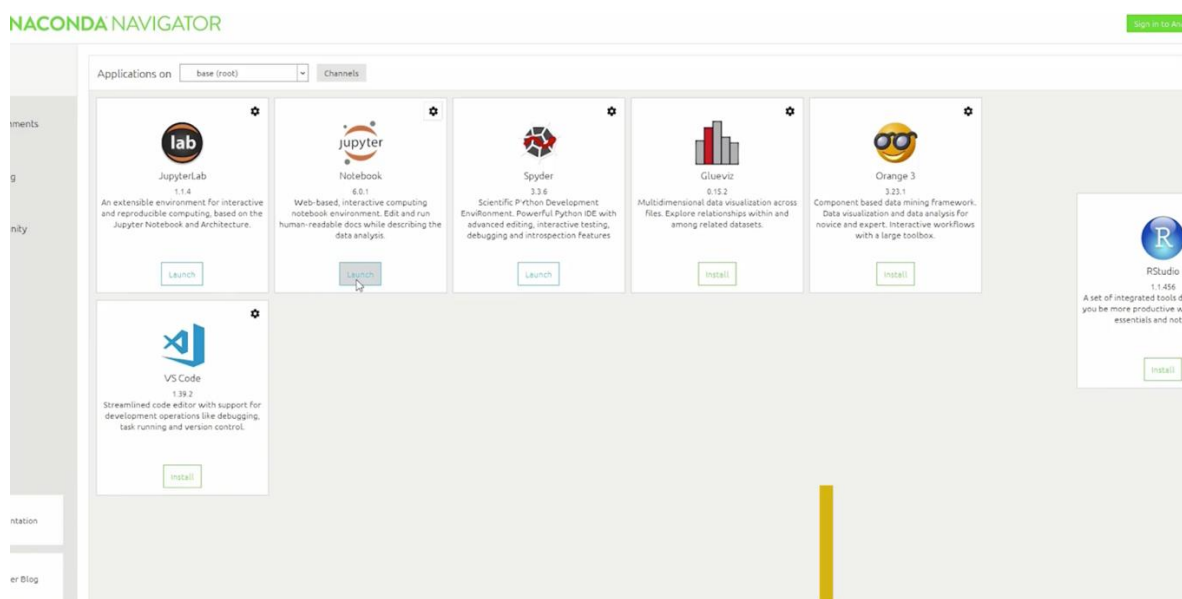 NACONDA NAVIGATOR
Sign in to An
Applications on
base (root)
Channels
nments
g
nity
ntation
er Blog
lab
JupyterLab
1.1.4
An extensible environment for interactive
and reproducible computing, based on the
Jupyter Notebook and Architecture.
Launch
jupyter
Notebook
6.0.1
Web-based, interactive computing
notebook environment. Edit and run
human-readable docs while describing the
data analysis.
Launch
Spyder
3.3.6
Scientific Python Development
EnviRonment. Powerful Python IDE with
advanced editing, interactive testing,
debugging and introspection features
Launch
Glueviz
0.15.2
Multidimensional data visualization across
files. Explore relationships within and
among related datasets.
Install
Orange 3
3.23.1
Component based data mining framework.
Data visualization and data analysis for
novice and expert. Interactive workflows
with a large toolbox.
Install
R
RStudio
1.1.456
A set of integrated tools d
you be more productive w
essentials and not
Install
VS Code
1.39.2
Streamlined code editor with support for
development operations like debugging,
task running and version control.
Install